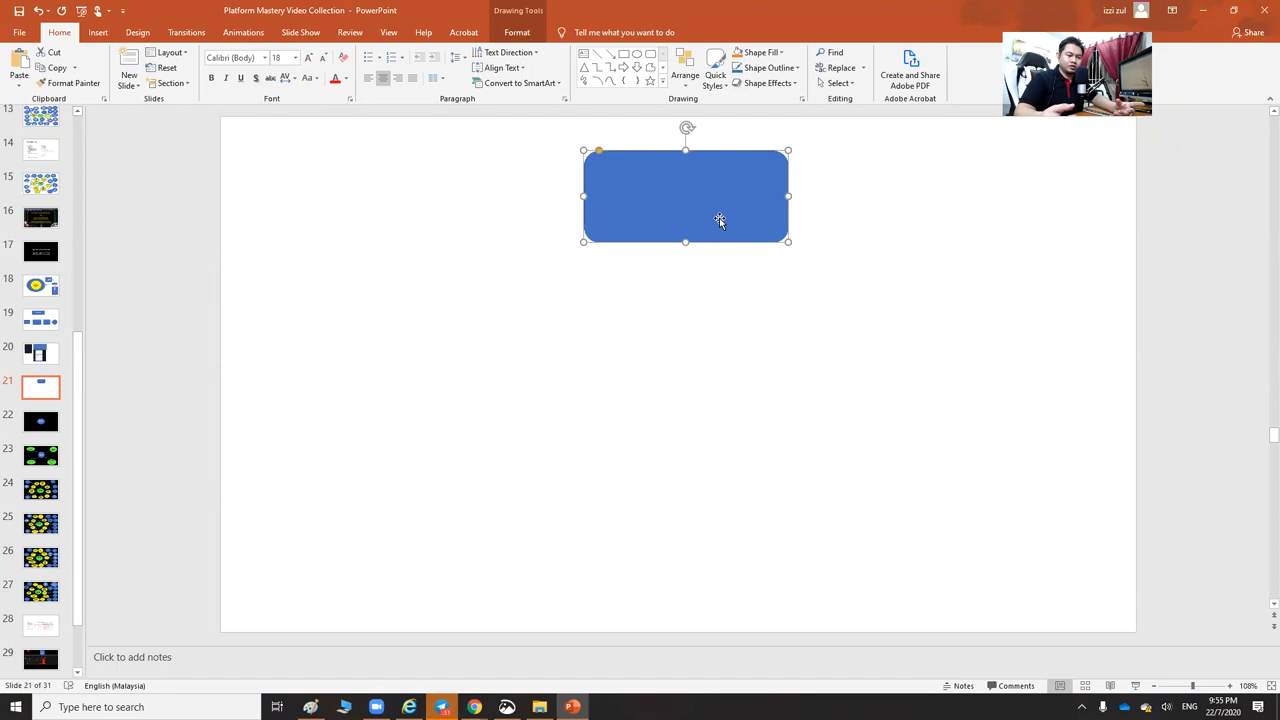 Platform Mastery Video Collection - PowerPoint
Drawing Tools
izzi zul
File Home Insert Design Transitions Animations Slide Show Review View Help Acrobat Format Tell me what you want to do Share
Paste
Cut
Copy
Format Painter
Clipboard
New Slide
Layout
Reset
Section
Slides
Calibri (Body) 18
B I U S abc AV Aa A
Font
Text Direction
Align Text
Convert to SmartArt
Paragraph
Arrange
Quick Styles
Shape Fill
Shape Outline
Shape Effects
Drawing
Find
Replace
Select
Editing
Create and Share Adobe PDF
Adobe Acrobat
13
14
15
16
17
18
19
20
21
22
23
24
25
26
27
28
29
Click to add notes
Slide 21 of 31 English (Malaysia) Notes Comments 108%
Type here to search
ENG
9:55 PM
22/7/2020